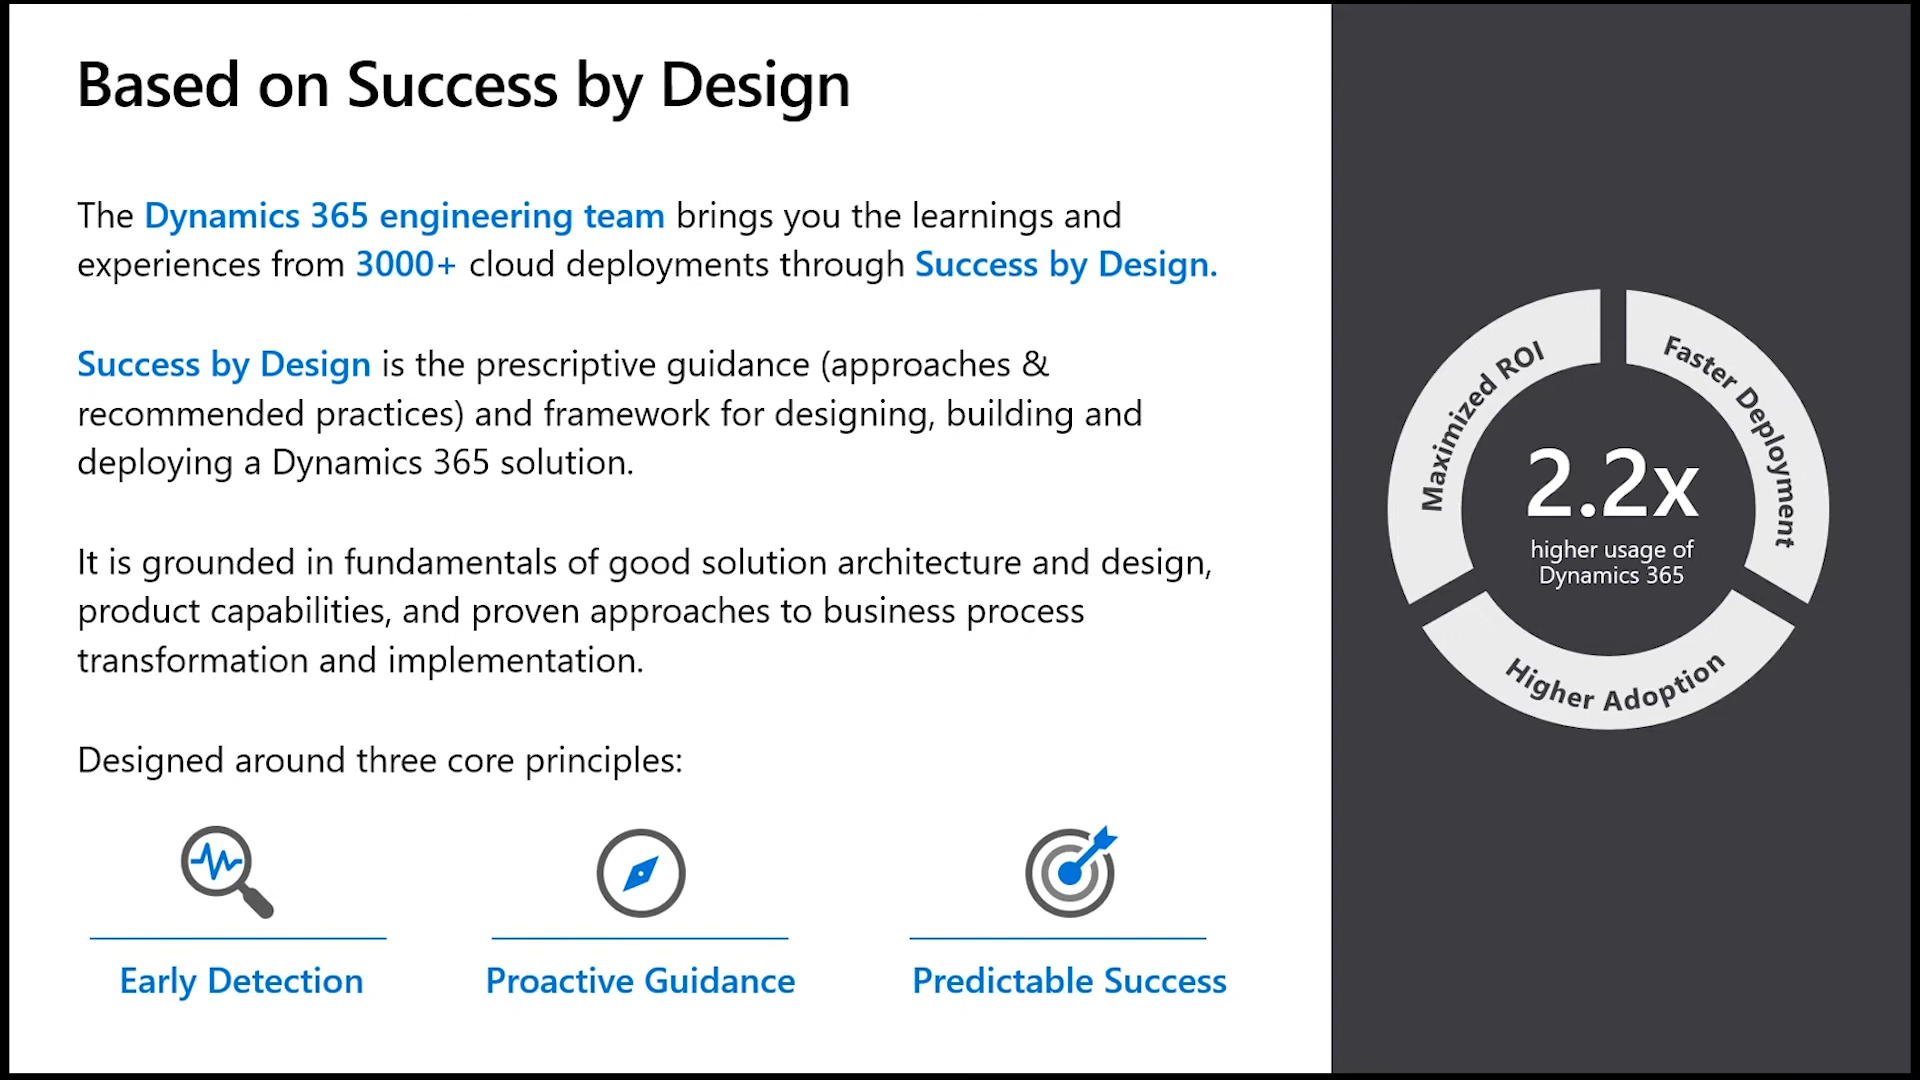 Based on Success by Design
The Dynamics 365 engineering team brings you the learnings and
experiences from 3000+ cloud deployments through Success by Design.
Success by Design is the prescriptive guidance (approaches &
recommended practices) and framework for designing, building and
deploying a Dynamics 365 solution.
It is grounded in fundamentals of good solution architecture and design,
product capabilities, and proven approaches to business process
transformation and implementation.
Designed around three core principles:
Early Detection
Proactive Guidance
Predictable Success
Maximized ROI
Faster Deployment
2.2x
higher usage of
Dynamics 365
Higher Adoption